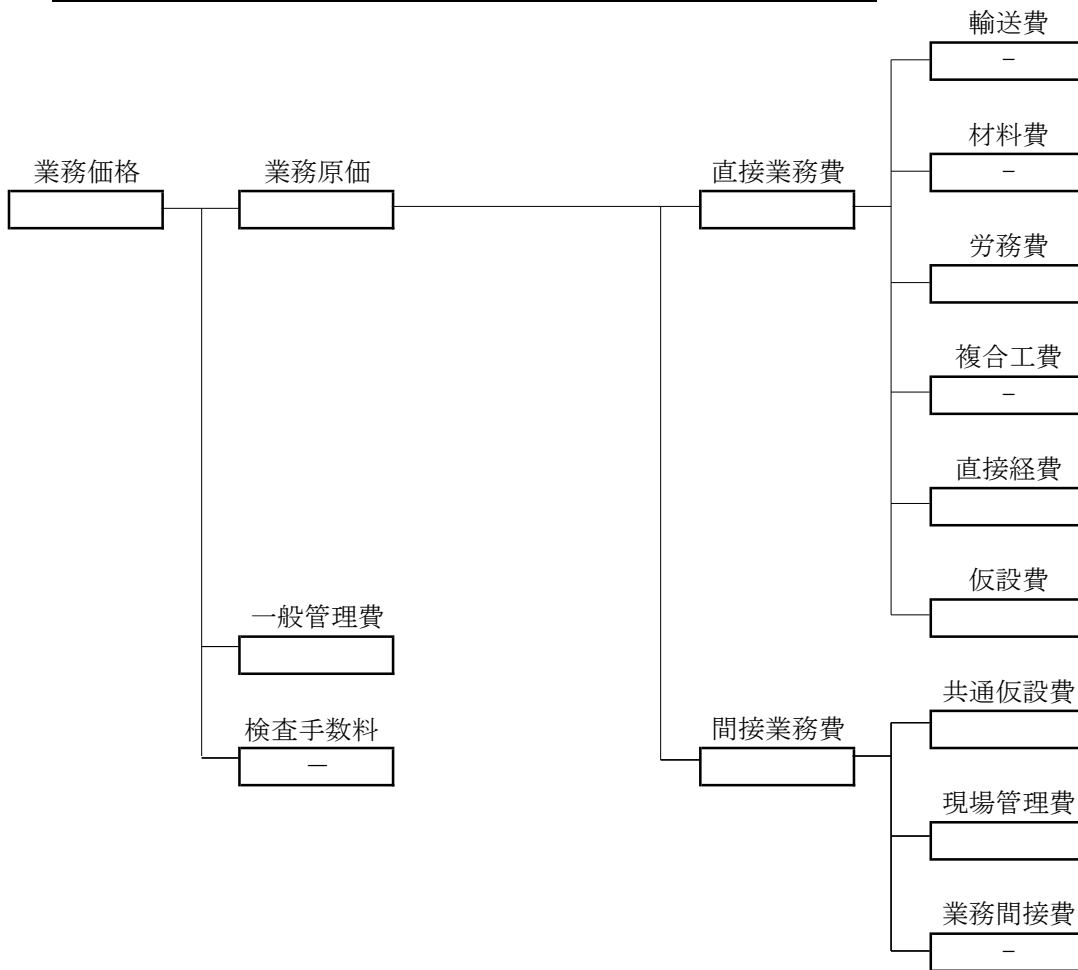 輸送費
－
材料費
－
業務価格 業務原価 直接業務費
労務費
複合工費
－
直接経費
仮設費
一般管理費
共通仮設費
検査手数料 間接業務費
－
現場管理費
業務間接費
－